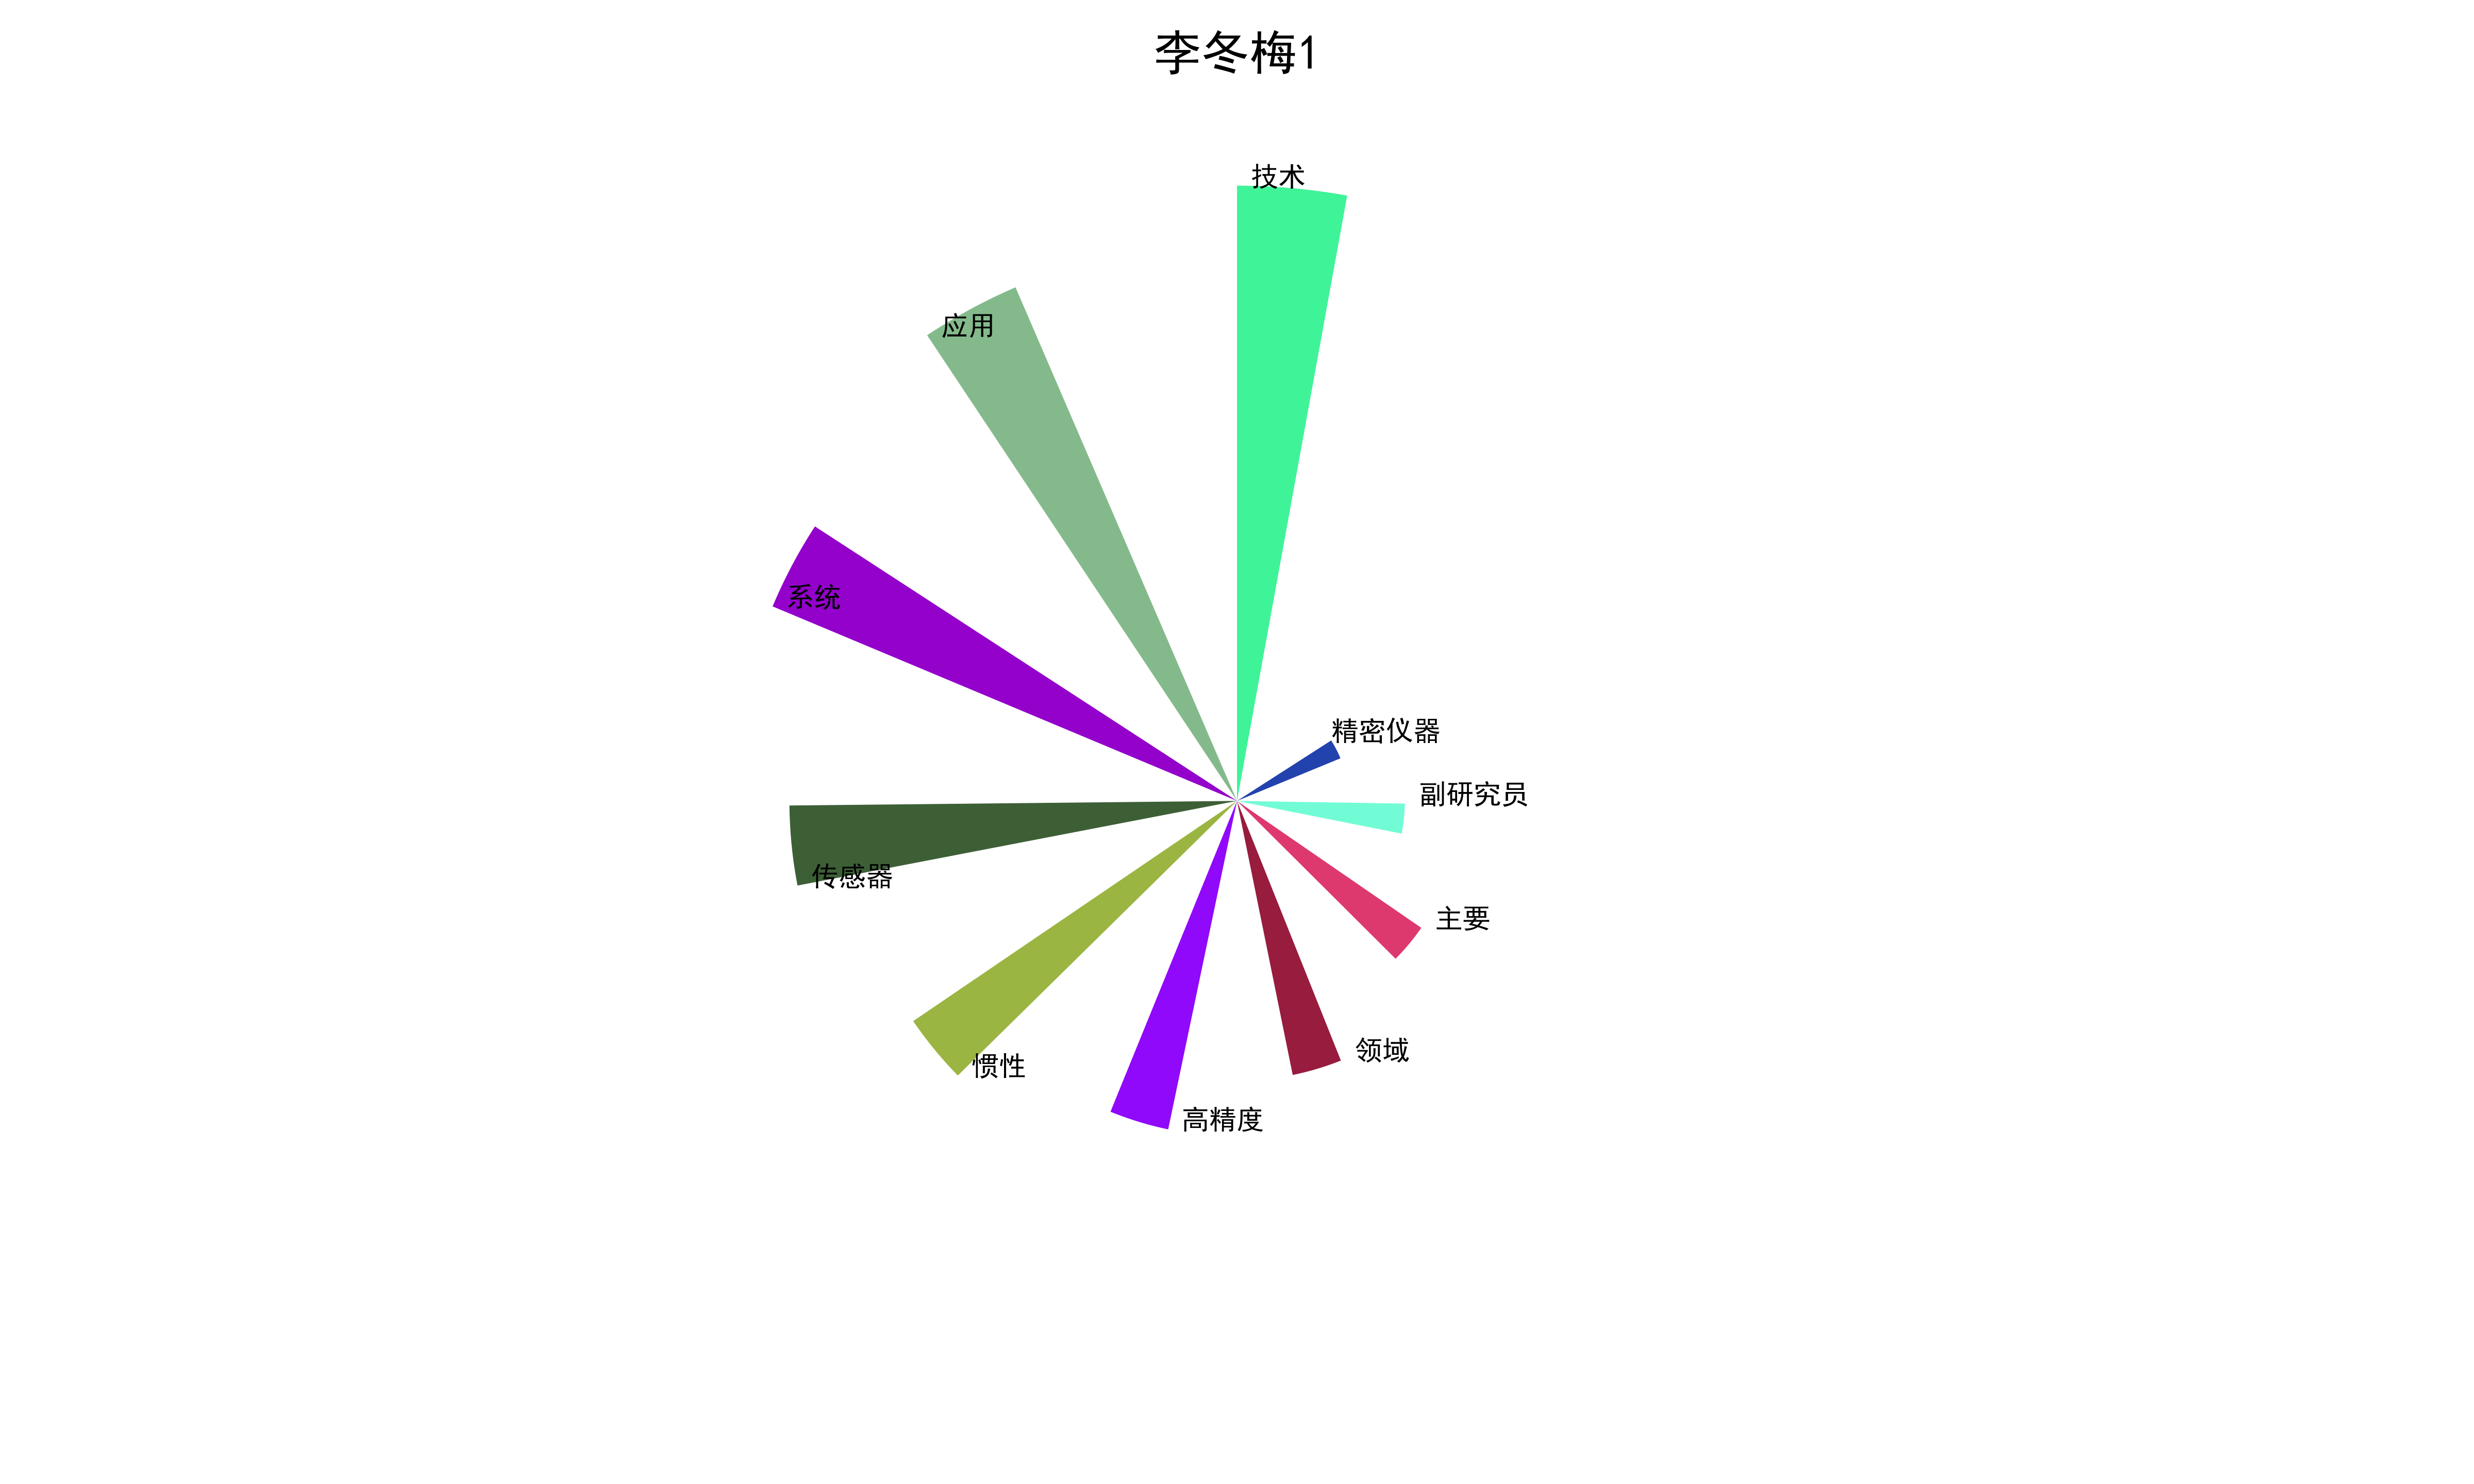 李冬梅1
技术
应用
系统
精密仪器
副研究员
传感器
主要
领域
惯性
高精度